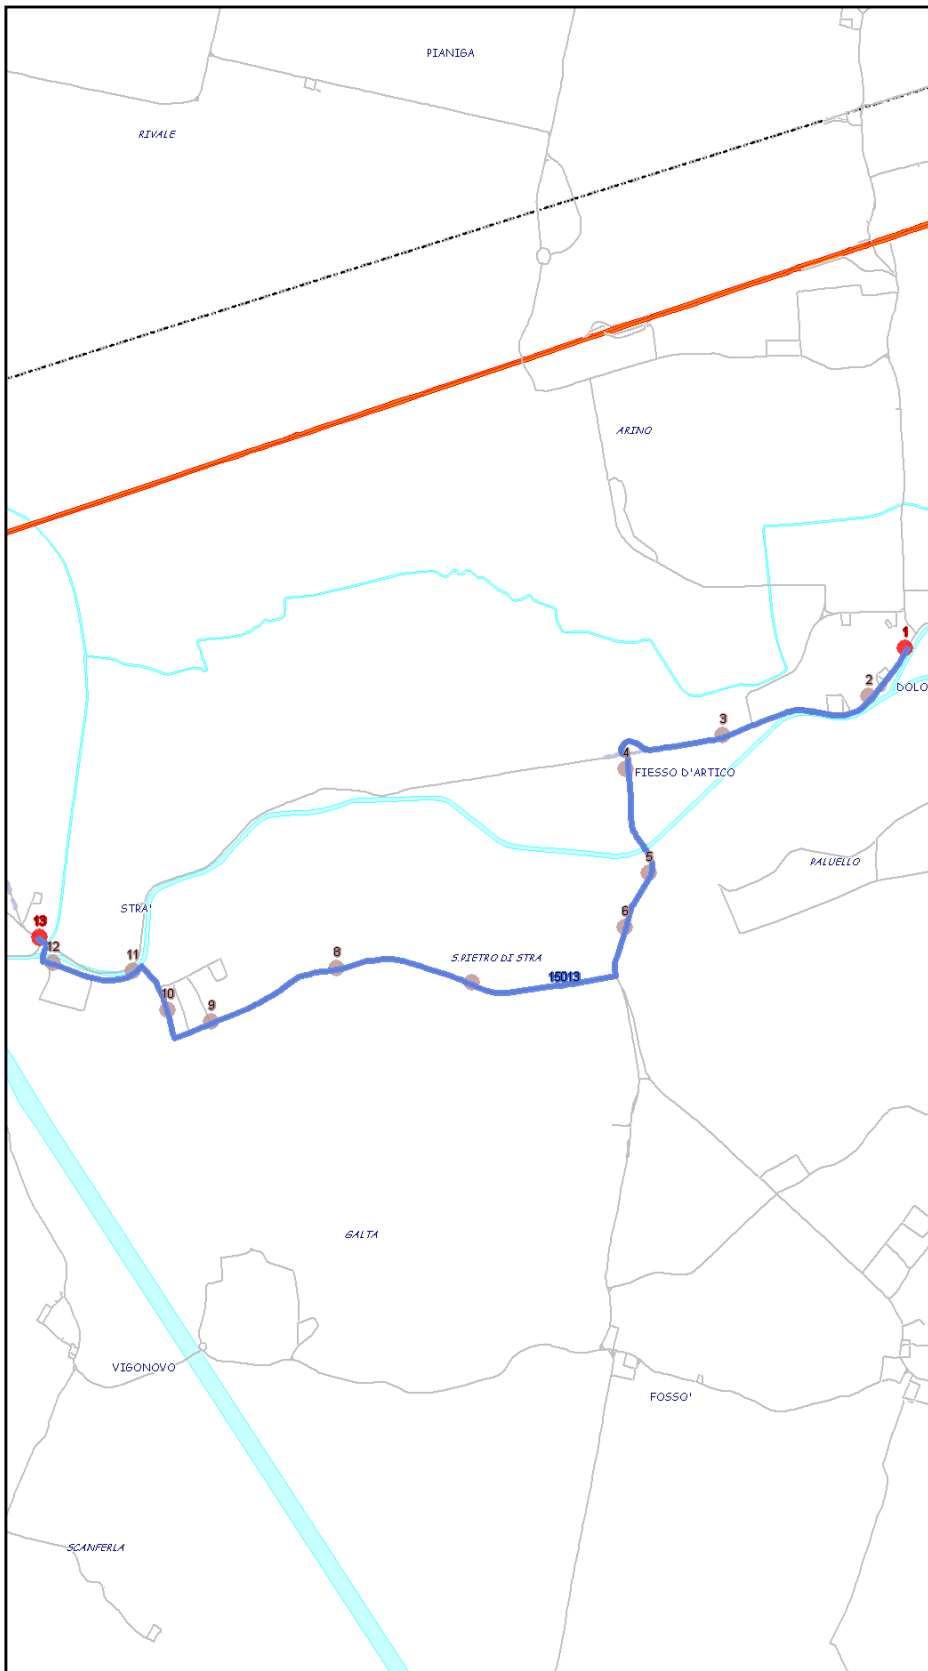 PIANIGA
RIVALE
ARINO
1
2
DOLO
3
4
FIESSO D'ARTICO
5
PALUELLO
6
STRA'
13
12
11
8
S.PIETRO DI STRA
15013
10
9
GALTA
VIGONOVO
FOSSO'
SCANFERLA